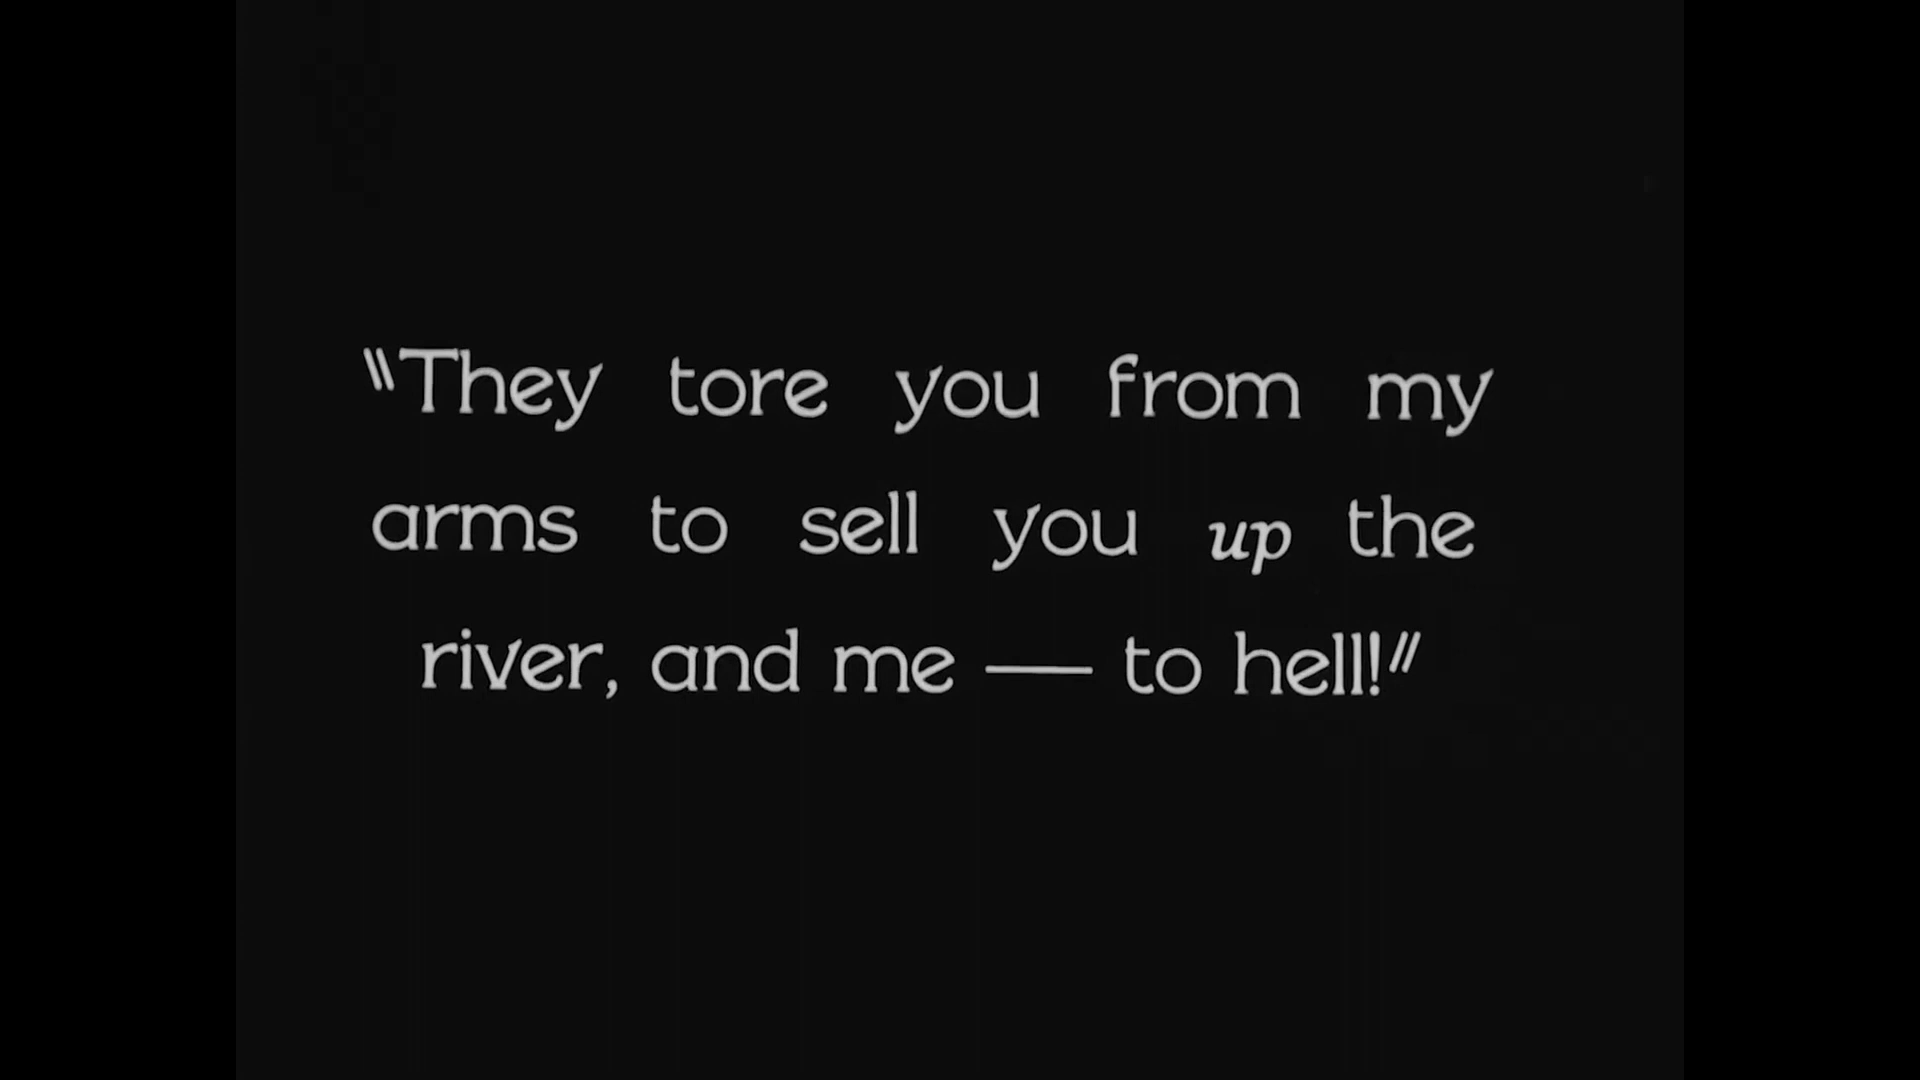 "They tore you from my
arms to sell you up the
river, and me — to hell!"